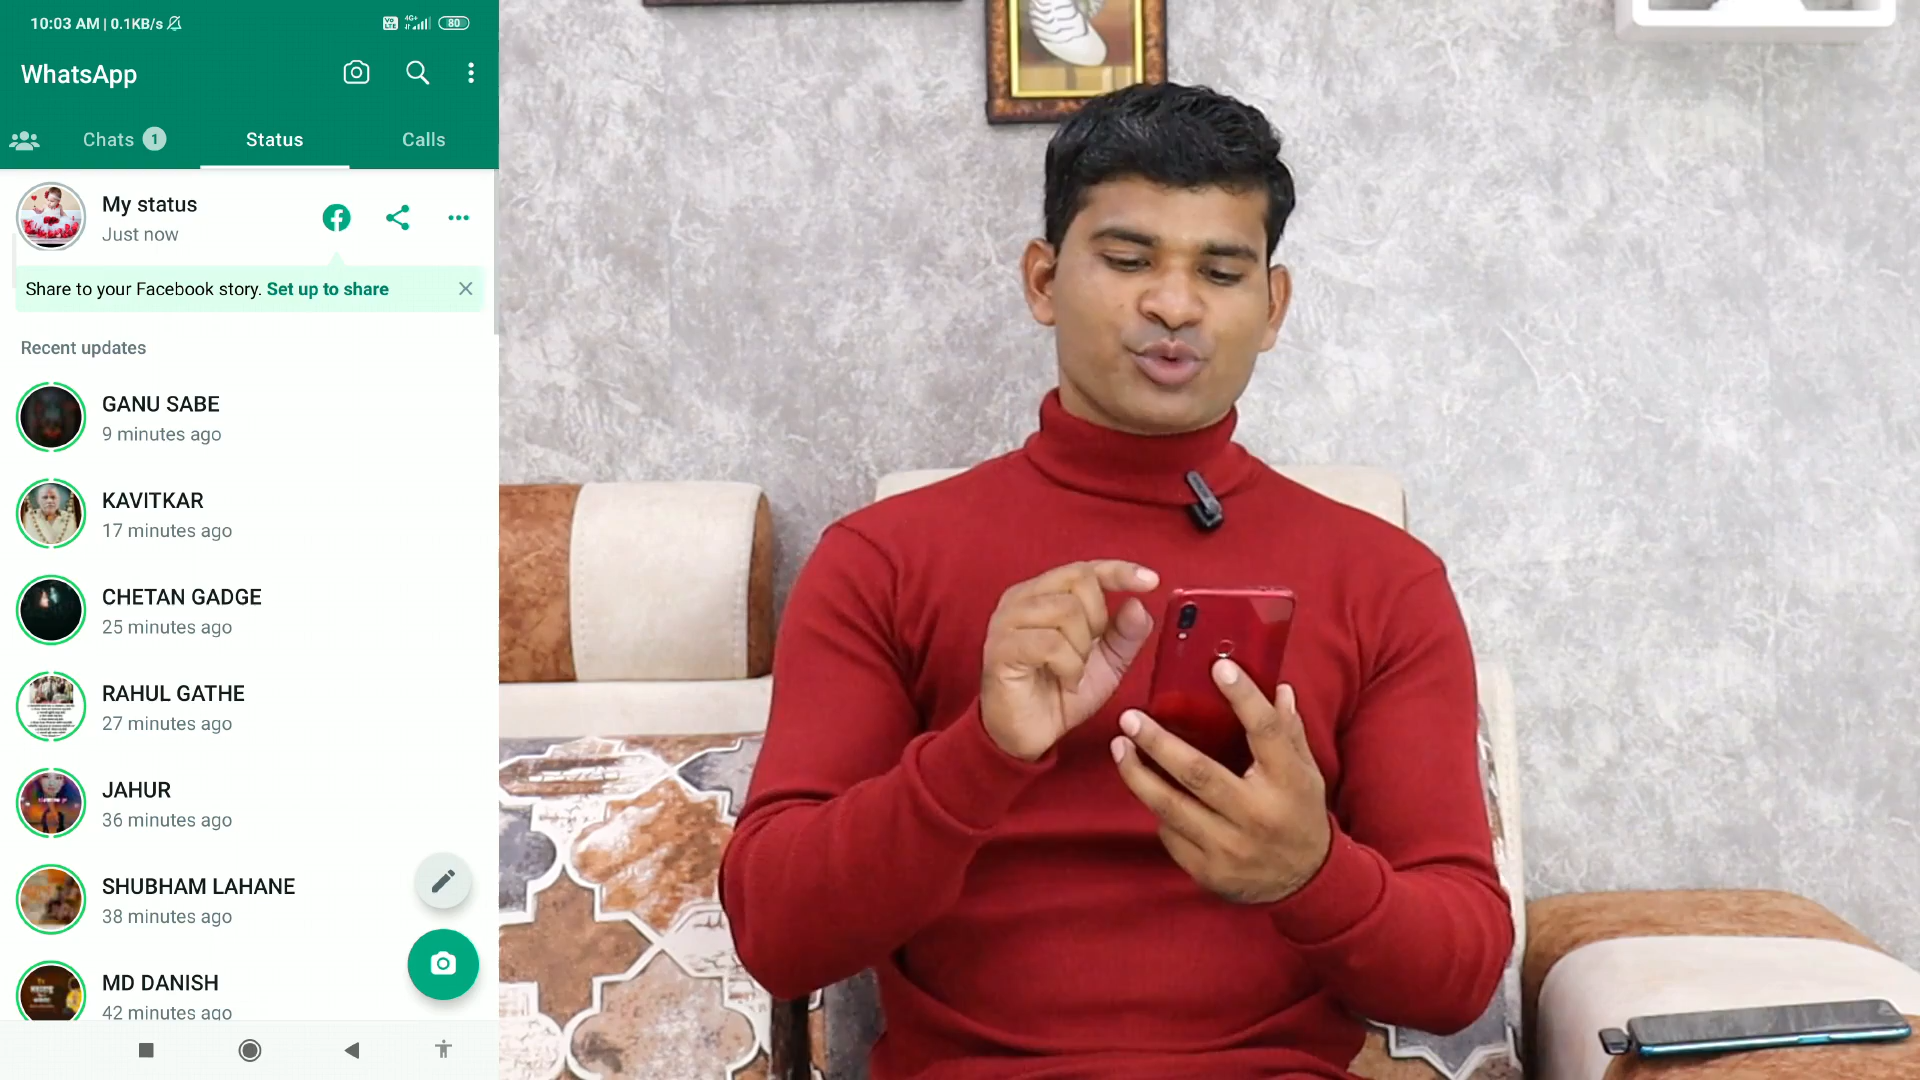 10:03 AM | 0.1KB/s
Vo LTE 4G+ 80
WhatsApp
Chats 1
Status
Calls
My status
Just now
Share to your Facebook story. Set up to share
Recent updates
GANU SABE
9 minutes ago
KAVITKAR
17 minutes ago
CHETAN GADGE
25 minutes ago
RAHUL GATHE
27 minutes ago
JAHUR
36 minutes ago
SHUBHAM LAHANE
38 minutes ago
MD DANISH
42 minutes ago